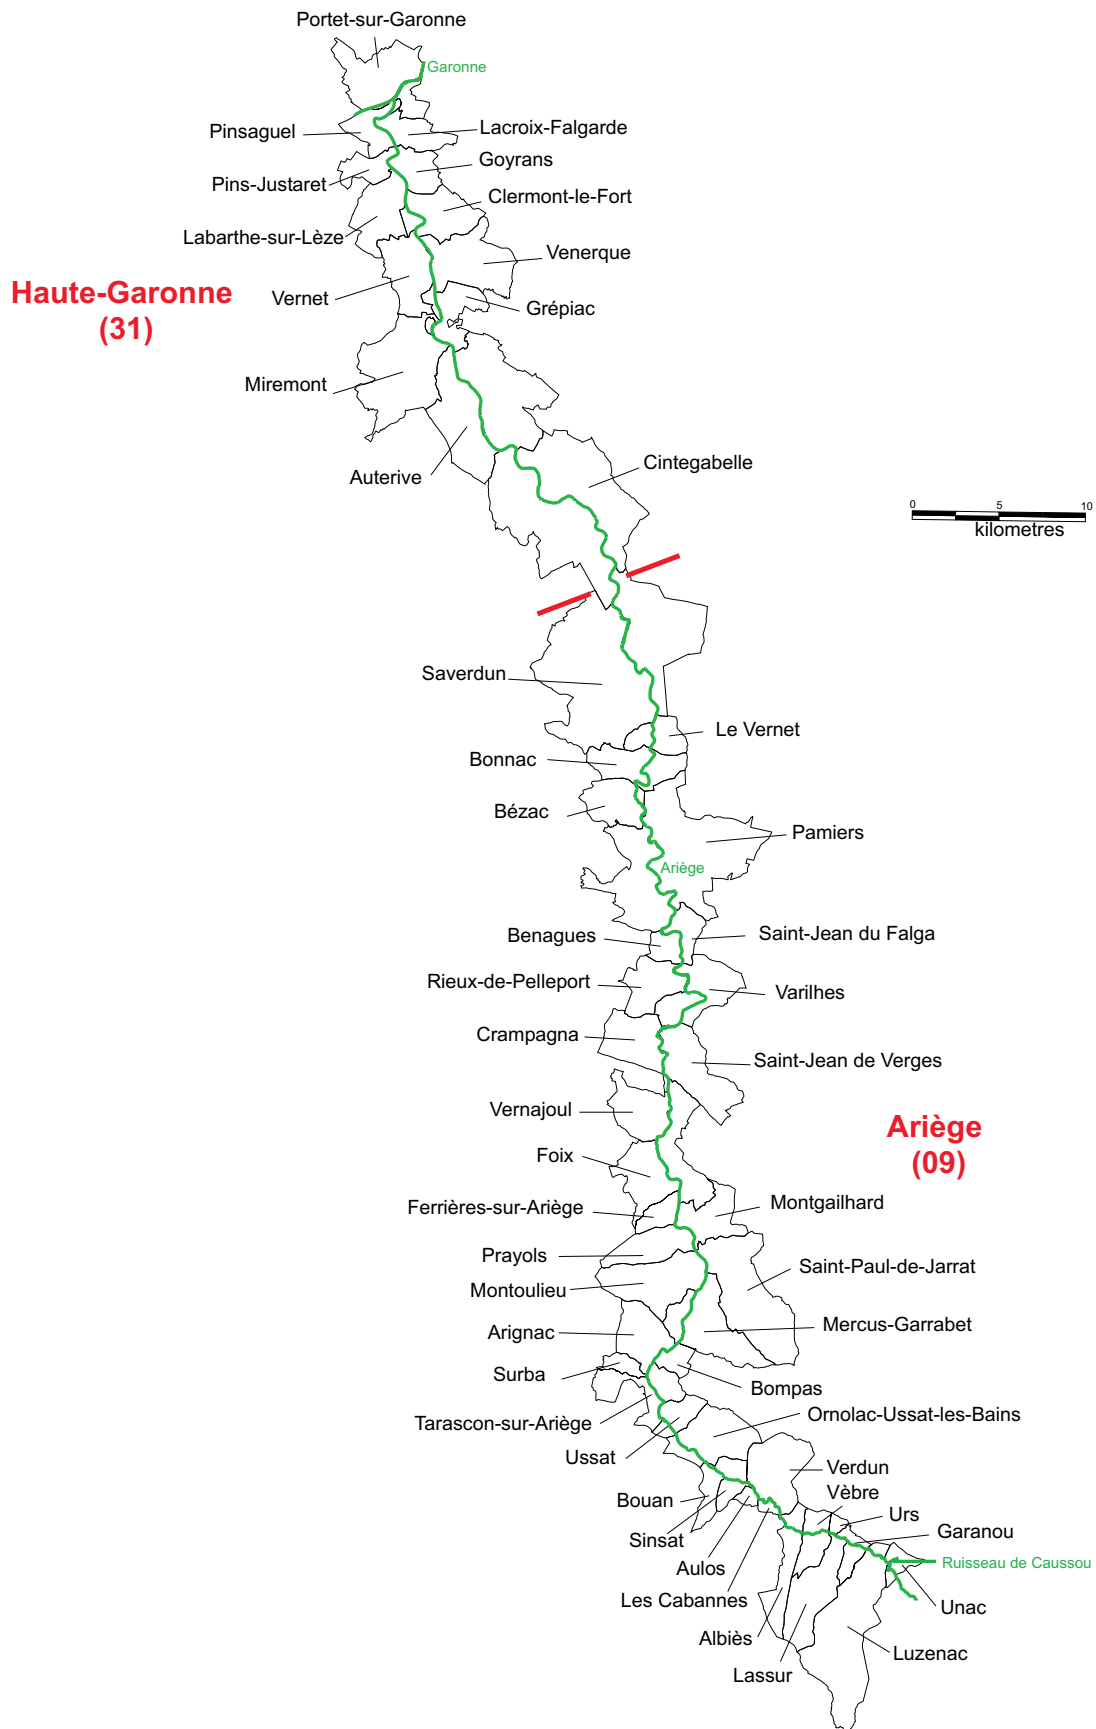 Portet-sur-Garonne
Garonne
Pinsaguel
Lacroix-Falgarde
Goyrans
Pins-Justaret
Clermont-le-Fort
Labarthe-sur-Lèze
Venerque
Haute-Garonne
(31)
Vernet
Grépiac
Miremont
Auterive
Cintegabelle
0 5 10
kilometres
Saverdun
Le Vernet
Bonnac
Bézac
Pamiers
Ariège
Benagues
Saint-Jean du Falga
Rieux-de-Pelleport
Varilhes
Crampagna
Saint-Jean de Verges
Vernajoul
Ariège
(09)
Foix
Ferrières-sur-Ariège
Montgailhard
Prayols
Saint-Paul-de-Jarrat
Montoulieu
Arignac
Mercus-Garrabet
Surba
Bompas
Tarascon-sur-Ariège
Ornolac-Ussat-les-Bains
Ussat
Verdun
Vèbre
Bouan
Urs
Sinsat
Garanou
Aulos
Ruisseau de Caussou
Les Cabannes
Unac
Albiès
Luzenac
Lassur